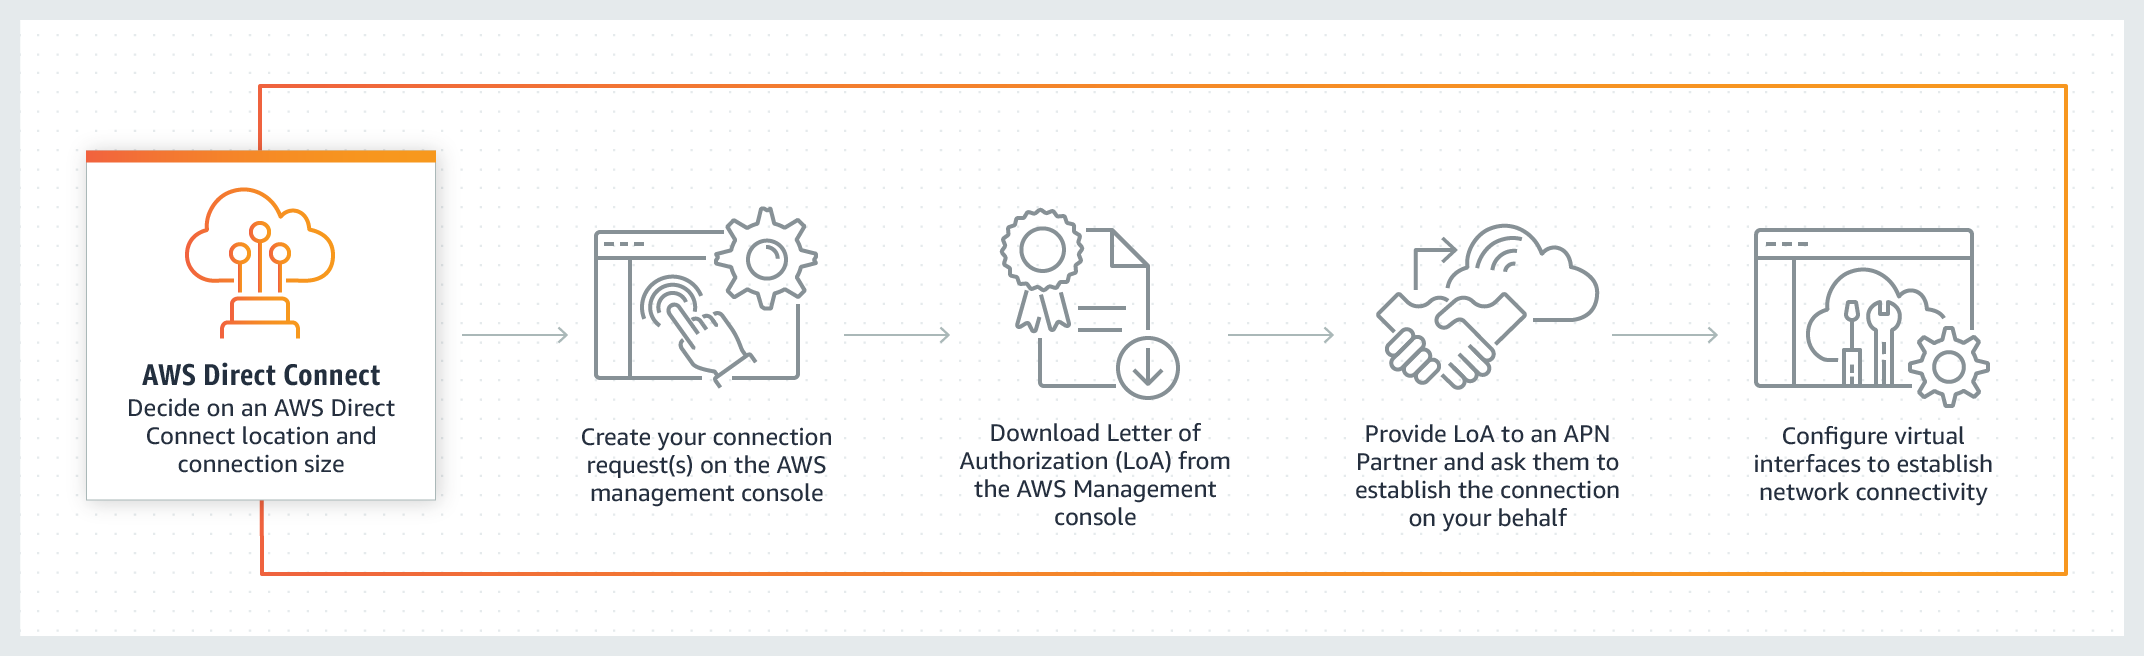 AWS Direct Connect
Decide on an AWS Direct
Connect location and
connection size
Create your connection
request(s) on the AWS
management console
Download Letter of
Authorization (LoA) from
the AWS Management
console
Provide LoA to an APN
Partner and ask them to
establish the connection
on your behalf
Configure virtual
interfaces to establish
network connectivity